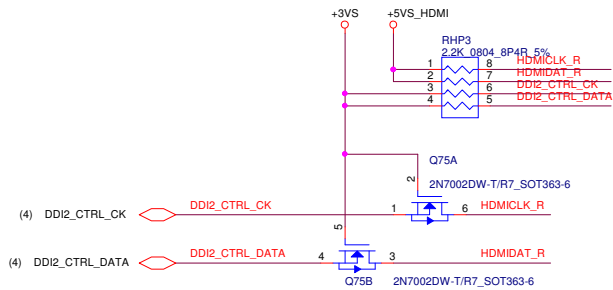 +3VS
+5VS_HDMI
RHP3
2.2K_0804_8P4R_5%
1 8 HDMICLK_R
2 7 HDMIDAT_R
3 6 DDI2_CTRL_CK
4 5 DDI2_CTRL_DATA
Q75A
2
2N7002DW-T/R7_SOT363-6
(4) DDI2_CTRL_CK DDI2_CTRL_CK 1 6 HDMICLK_R
5
(4) DDI2_CTRL_DATA DDI2_CTRL_DATA 4 3 HDMIDAT_R
Q75B 2N7002DW-T/R7_SOT363-6